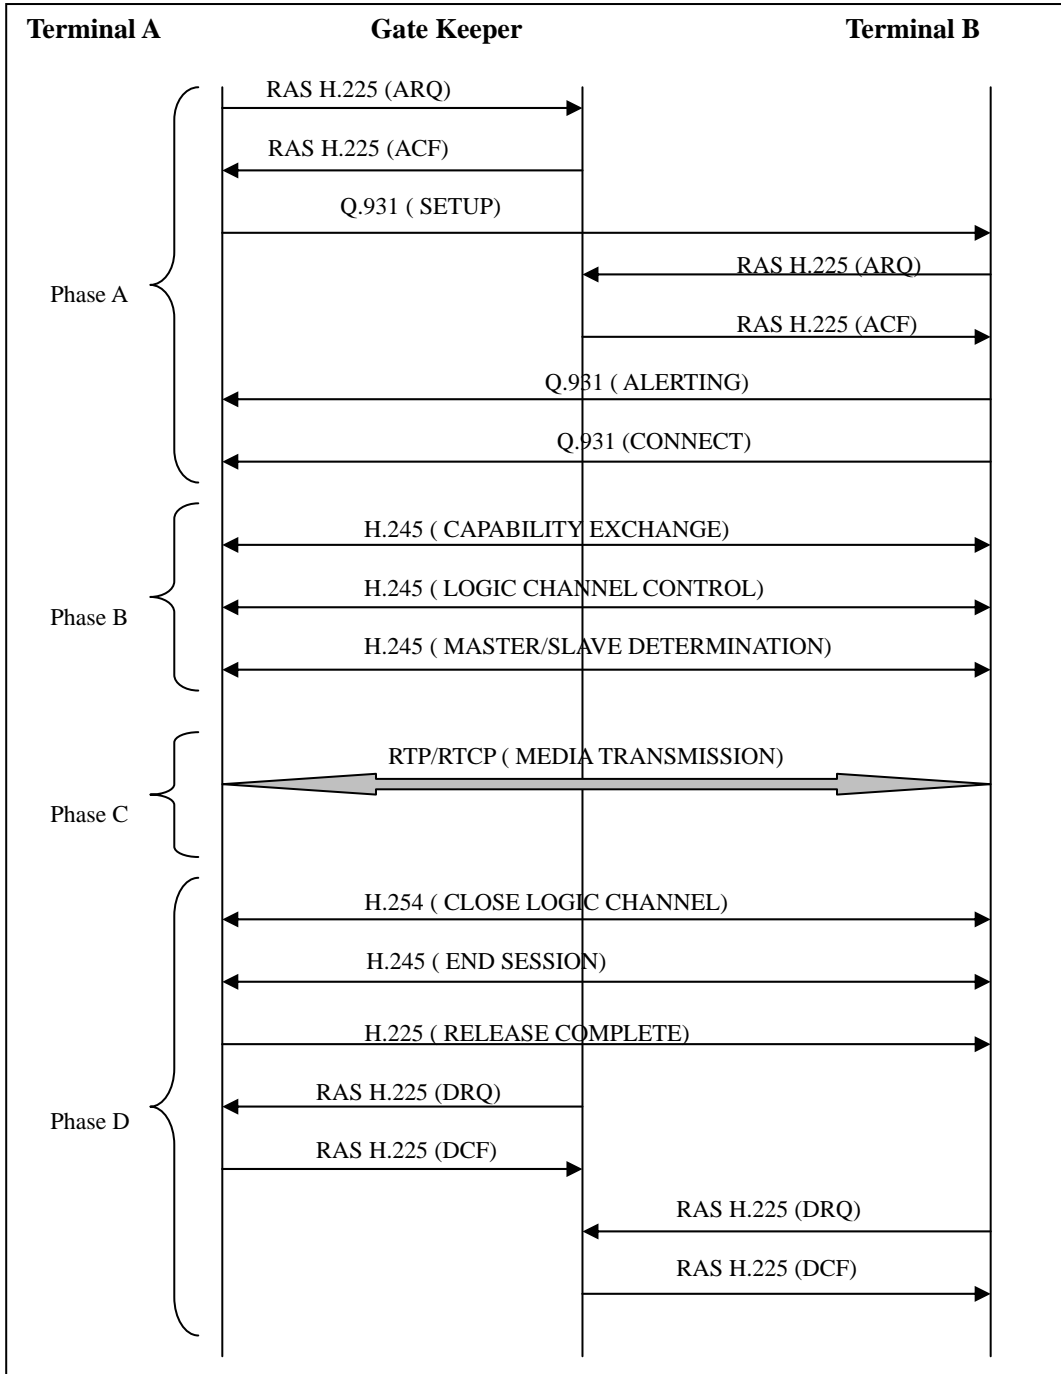 Terminal A Gate Keeper Terminal B
RAS H.225 (ARQ)
RAS H.225 (ACF)
Q.931 ( SETUP)
RAS H.225 (ARQ)
Phase A
RAS H.225 (ACF)
Q.931 ( ALERTING)
Q.931 (CONNECT)
H.245 ( CAPABILITY EXCHANGE)
H.245 ( LOGIC CHANNEL CONTROL)
Phase B
H.245 ( MASTER/SLAVE DETERMINATION)
RTP/RTCP ( MEDIA TRANSMISSION)
Phase C
H.254 ( CLOSE LOGIC CHANNEL)
H.245 ( END SESSION)
H.225 ( RELEASE COMPLETE)
RAS H.225 (DRQ)
Phase D
RAS H.225 (DCF)
RAS H.225 (DRQ)
RAS H.225 (DCF)